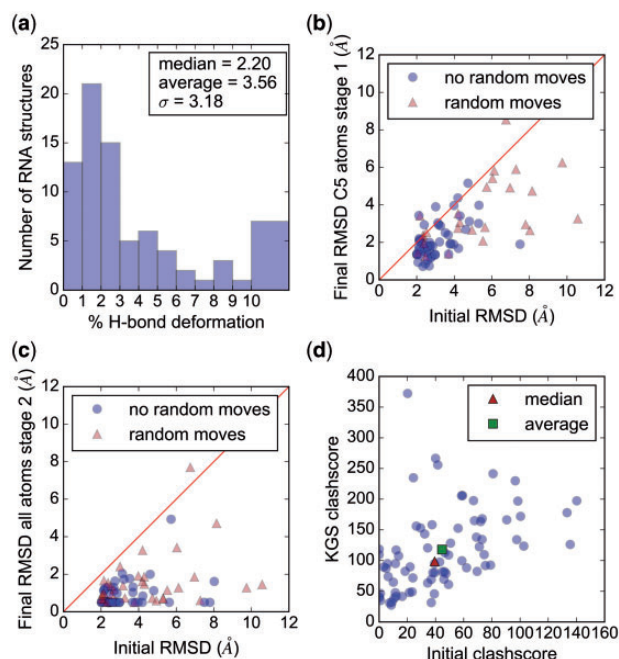 (a)
25
20
15
10
5
0
Number of RNA structures
median = 2.20
average = 3.56
σ = 3.18
0 1 2 3 4 5 6 7 8 9 10
% H-bond deformation
(b)
12
10
8
6
4
2
0
Final RMSD C5 atoms stage 1 (Å)
no random moves
random moves
0 2 4 6 8 10 12
Initial RMSD (Å)
(c)
12
10
8
6
4
2
0
Final RMSD all atoms stage 2 (Å)
no random moves
random moves
0 2 4 6 8 10 12
Initial RMSD (Å)
(d)
400
350
300
250
200
150
100
50
0
KGS clashscore
median
average
0 20 40 60 80 100 120 140 160
Initial clashscore